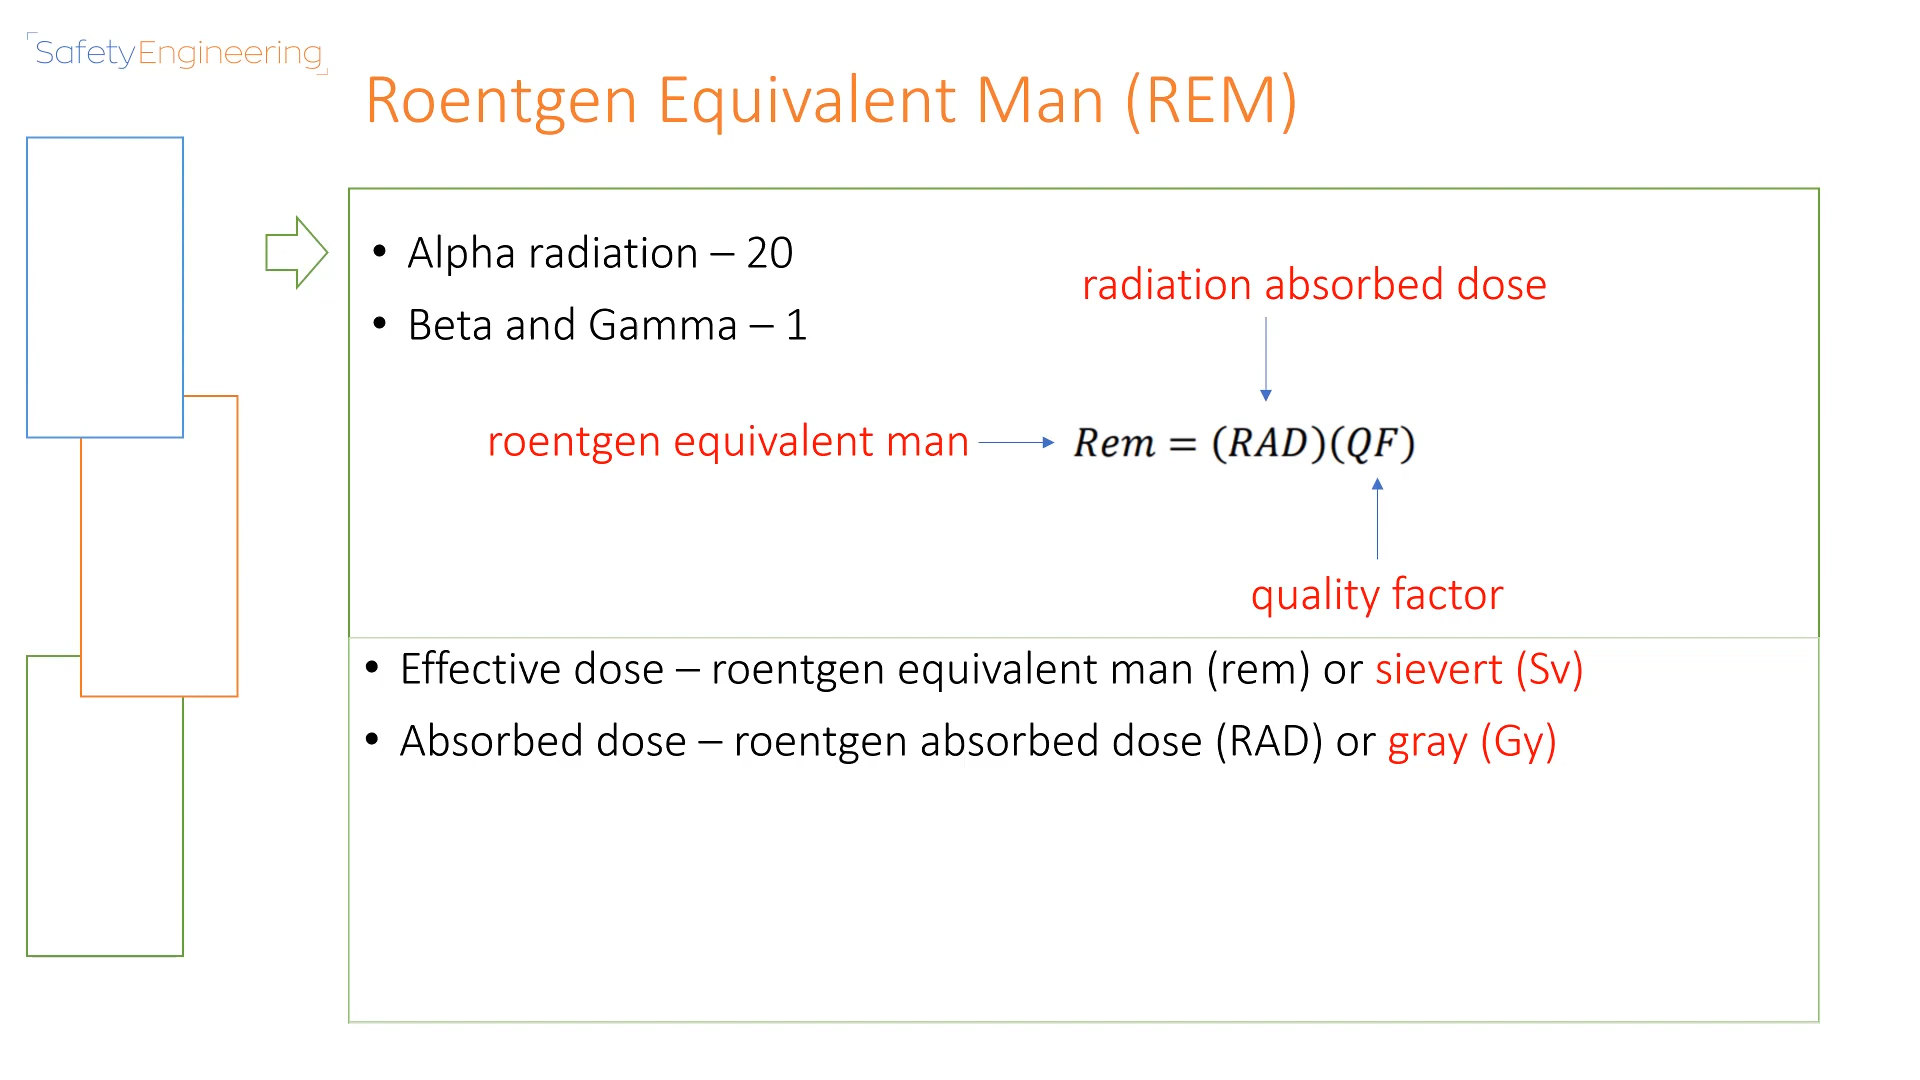 SafetyEngineering
Roentgen Equivalent Man (REM)
• Alpha radiation – 20
• Beta and Gamma – 1
radiation absorbed dose
roentgen equivalent man
Rem = (RAD)(QF)
quality factor
• Effective dose – roentgen equivalent man (rem) or sievert (Sv)
• Absorbed dose – roentgen absorbed dose (RAD) or gray (Gy)